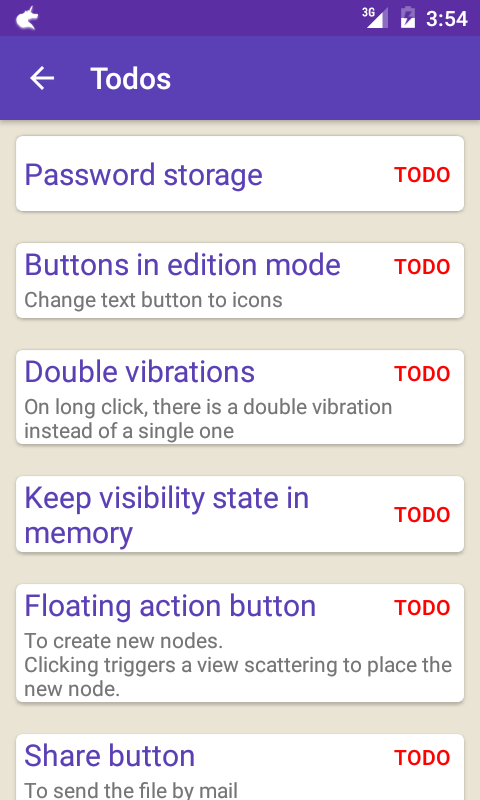 3G 3:54
Todos
Password storage TODO
Buttons in edition mode TODO
Change text button to icons
Double vibrations TODO
On long click, there is a double vibration
instead of a single one
Keep visibility state in
memory
TODO
Floating action button TODO
To create new nodes.
Clicking triggers a view scattering to place the
new node.
Share button TODO
To send the file by mail